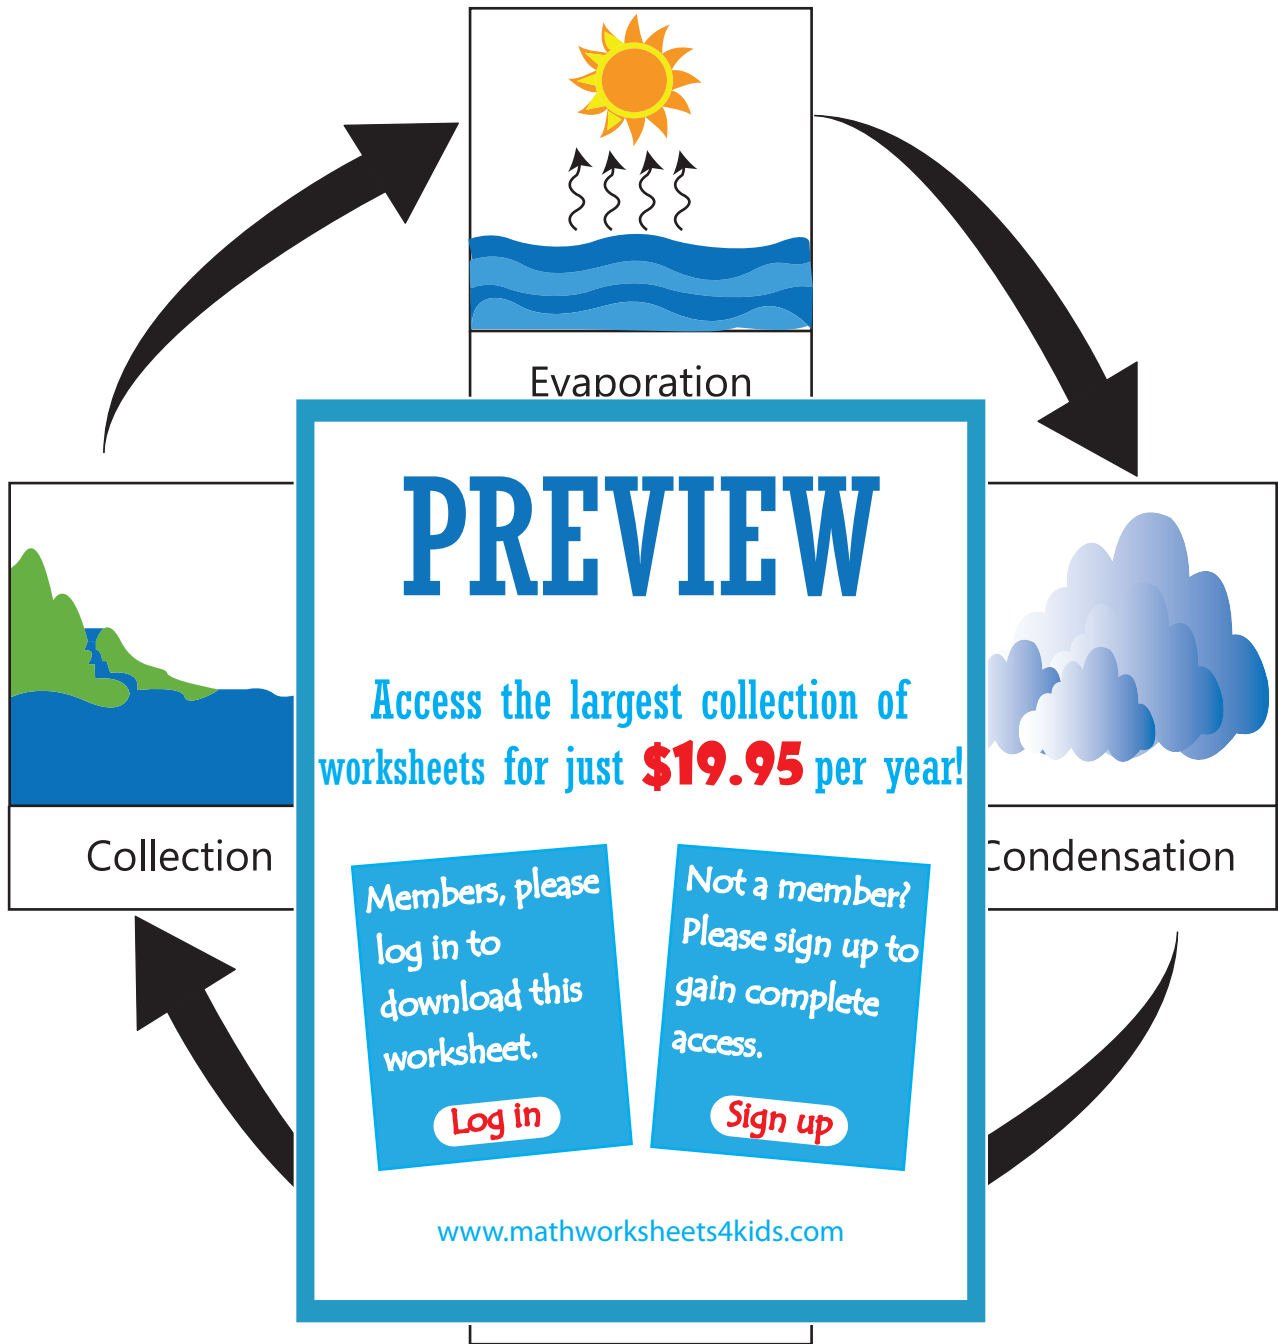 Evaporation
PREVIEW
Access the largest collection of
worksheets for just $19.95 per year!
Collection
Condensation
Members, please
log in to
download this
worksheet.
Log in
Not a member?
Please sign up to
gain complete
access.
Sign up
www.mathworksheets4kids.com